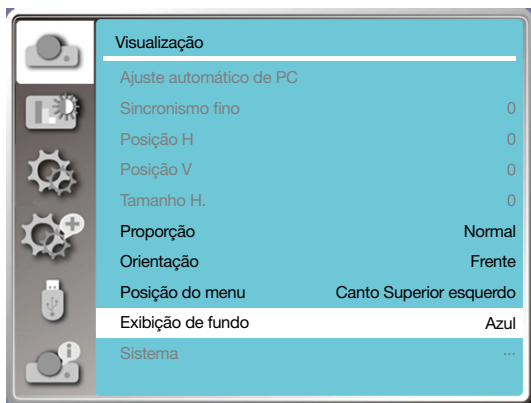 Visualização
Ajuste automático de PC
Sincronismo fino 0
Posição H 0
Posição V 0
Tamanho H. 0
Proporção Normal
Orientação Frente
Posição do menu Canto Superior esquerdo
Exibição de fundo Azul
Sistema ...